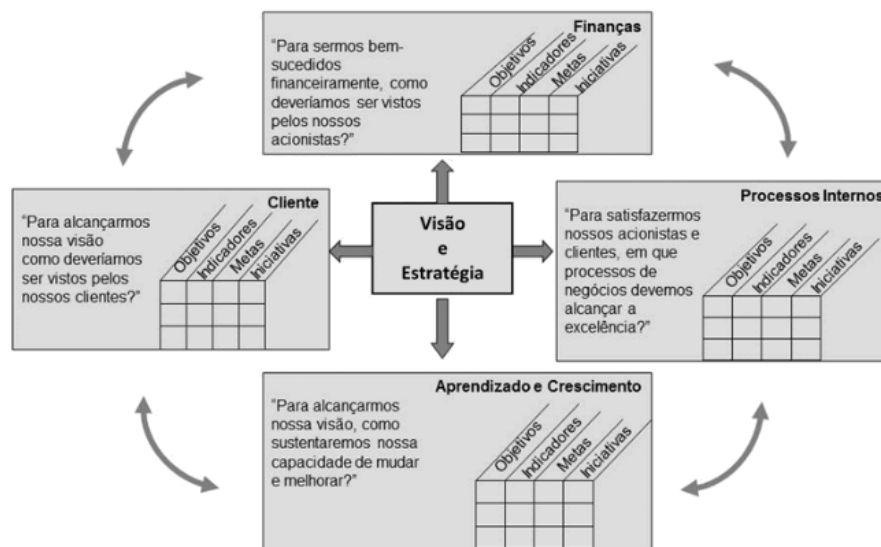 Finanças
"Para sermos bem-
sucedidos
financeiramente, como
deveríamos ser vistos
pelos nossos
acionistas?"
Objetivos
Indicadores
Metas
Iniciativas
Cliente
"Para alcançarmos
nossa visão
como deveríamos
ser vistos pelos
nossos clientes?"
Objetivos
Indicadores
Metas
Iniciativas
Visão
e
Estratégia
Processos Internos
"Para satisfazermos
nossos acionistas e
clientes, em que
processos de
negócios devemos
alcançar a
excelência?"
Objetivos
Indicadores
Metas
Iniciativas
Aprendizado e Crescimento
"Para alcançarmos
nossa visão, como
sustentaremos nossa
capacidade de mudar
e melhorar?"
Objetivos
Indicadores
Metas
Iniciativas